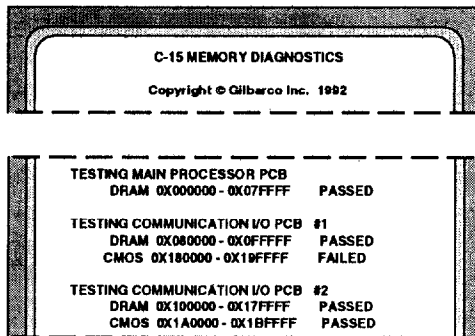 C-15 MEMORY DIAGNOSTICS
Copyright © Gilbarco Inc. 1992
TESTING MAIN PROCESSOR PCB
DRAM 0X000000 - 0X07FFFF PASSED
TESTING COMMUNICATION I/O PCB #1
DRAM 0X080000 - 0X0FFFFF PASSED
CMOS 0X180000 - 0X19FFFF FAILED
TESTING COMMUNICATION I/O PCB #2
DRAM 0X100000 - 0X17FFFF PASSED
CMOS 0X1A0000 - 0X1BFFFF PASSED